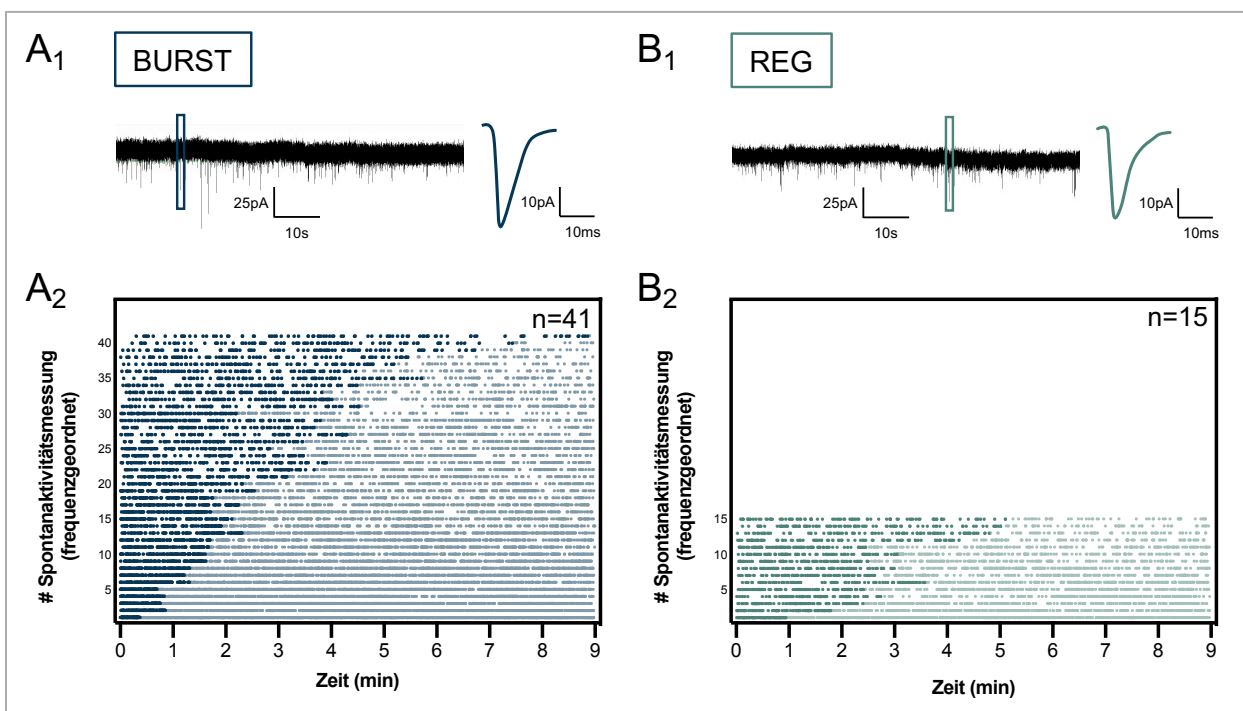 A1
BURST
25pA
10s
10pA
10ms
B1
REG
25pA
10s
10pA
10ms
A2
n=41
# Spontanaktivitätsmessung
(frequenzgeordnet)
40
35
30
25
20
15
10
5
0 1 2 3 4 5 6 7 8 9
Zeit (min)
B2
n=15
# Spontanaktivitätsmessung
(frequenzgeordnet)
15
10
5
0 1 2 3 4 5 6 7 8 9
Zeit (min)